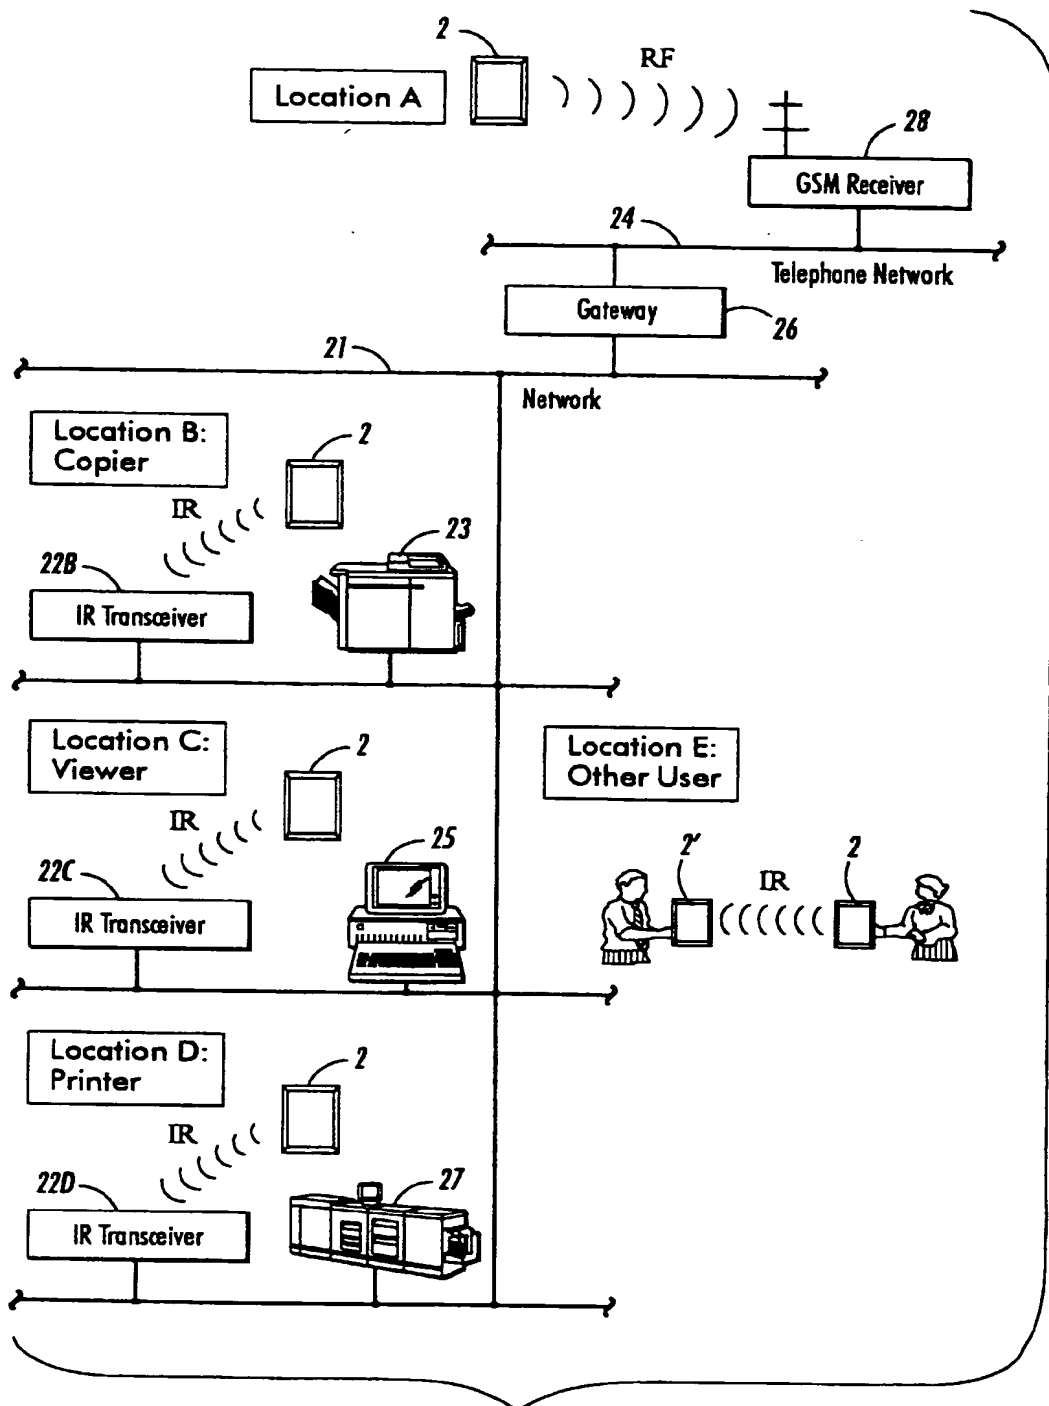 2
RF
Location A
28
GSM Receiver
24
Telephone Network
Gateway
26
21
Network
Location B:
Copier
2
IR
23
22B
IR Transceiver
Location C:
Viewer
2
IR
25
22C
IR Transceiver
Location E:
Other User
2'
IR
2
Location D:
Printer
2
IR
27
22D
IR Transceiver